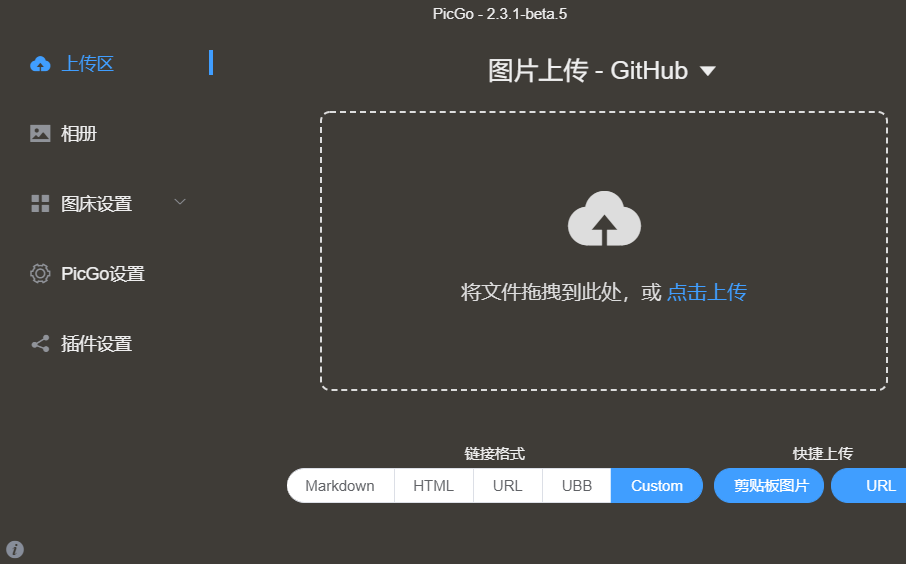 PicGo - 2.3.1-beta.5
上传区
相册
图床设置
PicGo设置
插件设置
图片上传 - GitHub
将文件拖拽到此处，或 点击上传
链接格式
Markdown HTML URL UBB Custom
快捷上传
剪贴板图片 URL